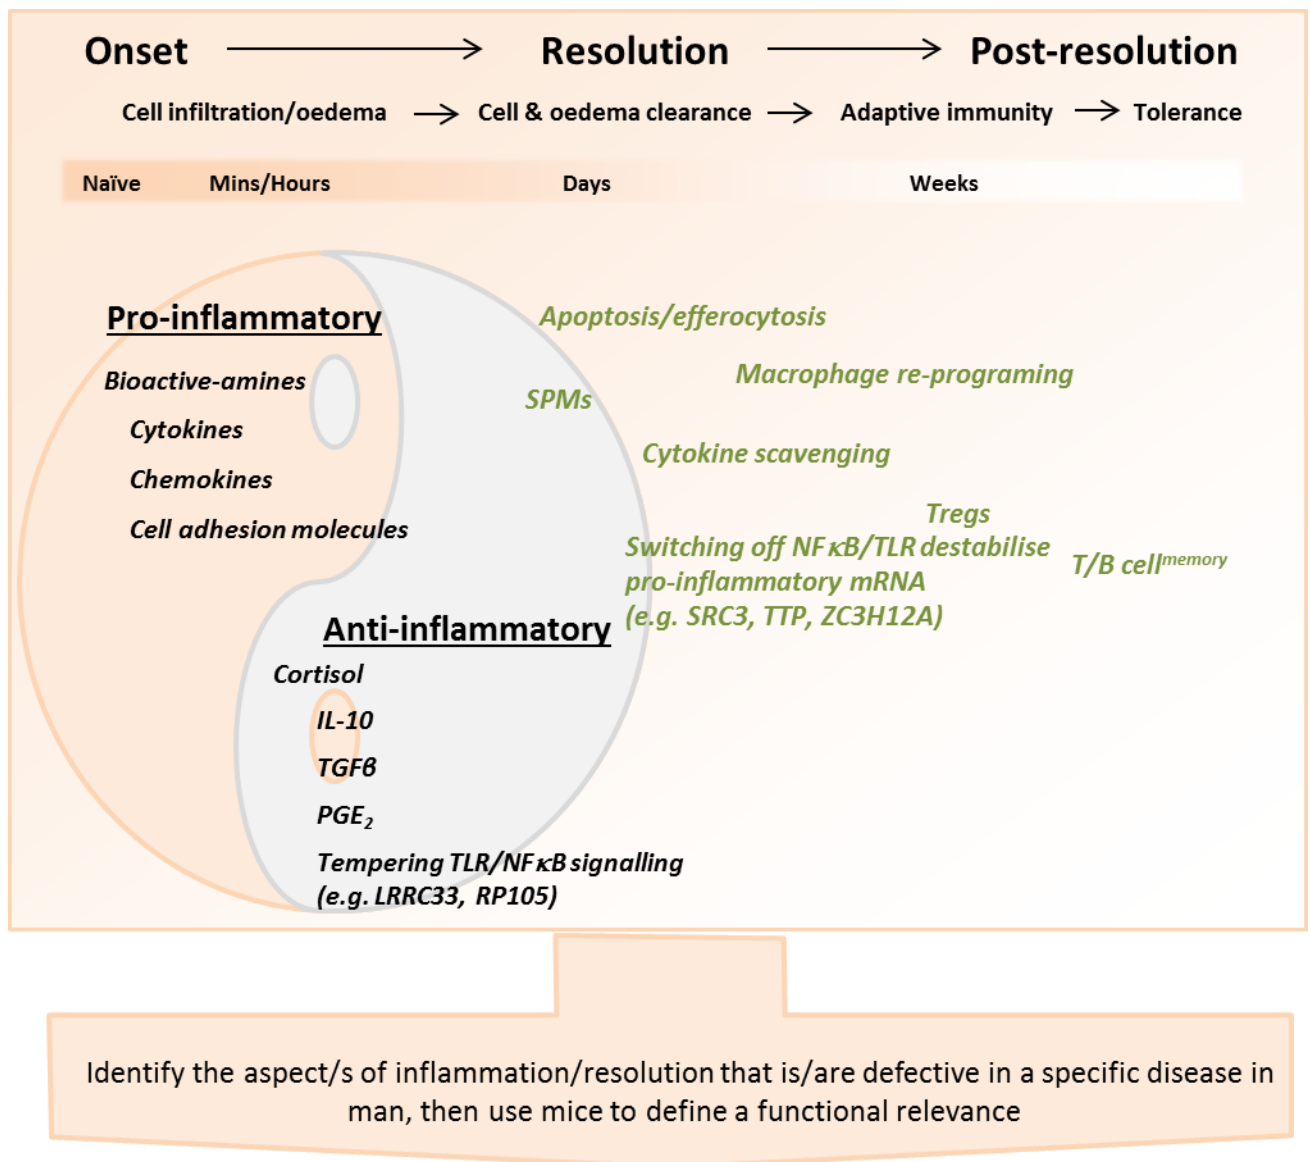 Onset Resolution Post-resolution
Cell infiltration/oedema Cell & oedema clearance Adaptive immunity Tolerance
Naïve Mins/Hours Days Weeks
Pro-inflammatory
Bioactive-amines
Cytokines
Chemokines
Cell adhesion molecules
Apoptosis/efferocytosis
Macrophage re-programing
SPMs
Cytokine scavenging
Tregs
Switching off NFκB/TLR destabilise
pro-inflammatory mRNA
(e.g. SRC3, TTP, ZC3H12A)
T/B cellᵐᵉᵐᵒʳʸ
Anti-inflammatory
Cortisol
IL-10
TGFβ
PGE₂
Tempering TLR/NFκB signalling
(e.g. LRRC33, RP105)
Identify the aspect/s of inflammation/resolution that is/are defective in a specific disease in
man, then use mice to define a functional relevance